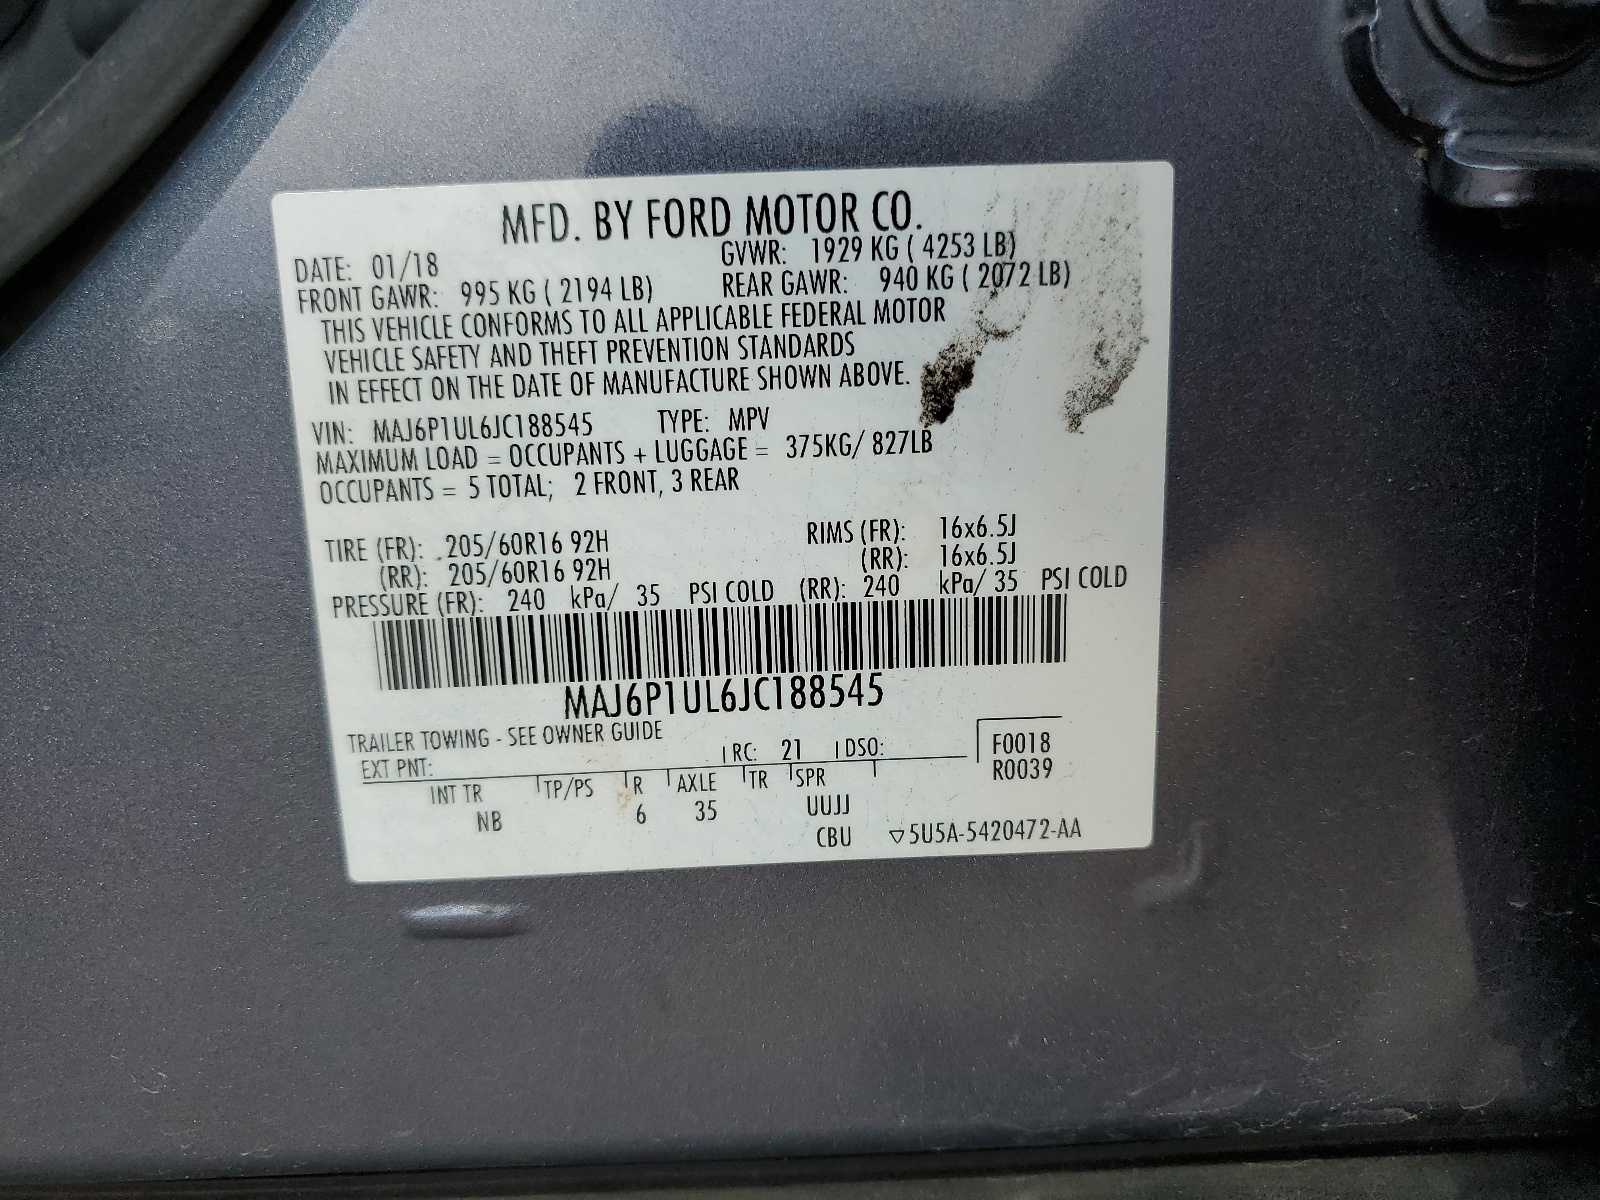 MFD. BY FORD MOTOR CO.
DATE: 01/18 GVWR: 1929 KG ( 4253 LB)
FRONT GAWR: 995 KG ( 2194 LB) REAR GAWR: 940 KG ( 2072 LB)
THIS VEHICLE CONFORMS TO ALL APPLICABLE FEDERAL MOTOR
VEHICLE SAFETY AND THEFT PREVENTION STANDARDS
IN EFFECT ON THE DATE OF MANUFACTURE SHOWN ABOVE.
VIN: MAJ6P1UL6JC188545 TYPE: MPV
MAXIMUM LOAD = OCCUPANTS + LUGGAGE = 375KG/ 827LB
OCCUPANTS = 5 TOTAL; 2 FRONT, 3 REAR
TIRE (FR): 205/60R16 92H RIMS (FR): 16x6.5J
(RR): 205/60R16 92H (RR): 16x6.5J
PRESSURE (FR): 240 kPa/ 35 PSI COLD (RR): 240 kPa/ 35 PSI COLD
MAJ6P1UL6JC188545
TRAILER TOWING - SEE OWNER GUIDE
EXT PNT: RC: 21 DSO: F0018
R0039
INT TR TP/PS R AXLE TR SPR
NB 6 35 UUJJ
CBU ▽5U5A-5420472-AA